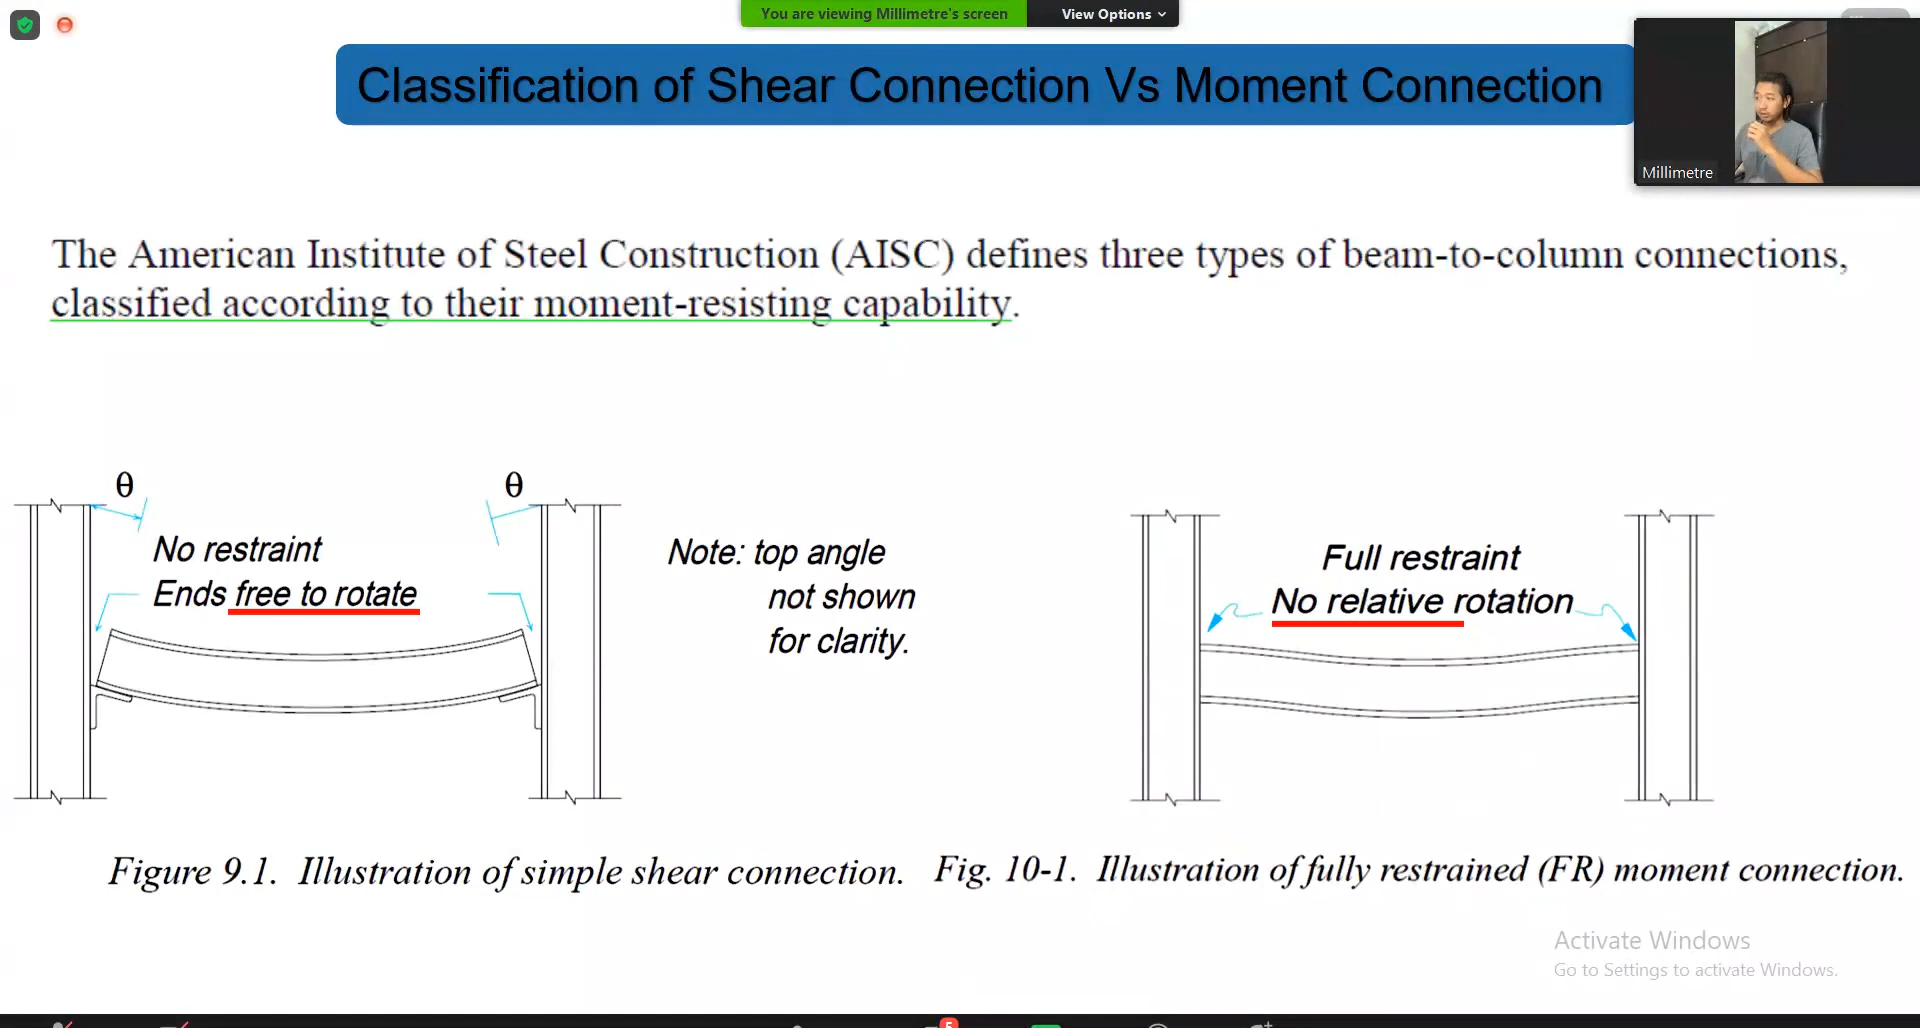 You are viewing Millimetre's screen
View Options
Classification of Shear Connection Vs Moment Connection
Millimetre
The American Institute of Steel Construction (AISC) defines three types of beam-to-column connections,
classified according to their moment-resisting capability.
θ
θ
No restraint
Ends free to rotate
Note: top angle
not shown
for clarity.
Full restraint
No relative rotation
Figure 9.1. Illustration of simple shear connection.
Fig. 10-1. Illustration of fully restrained (FR) moment connection.
Activate Windows
Go to Settings to activate Windows.
5